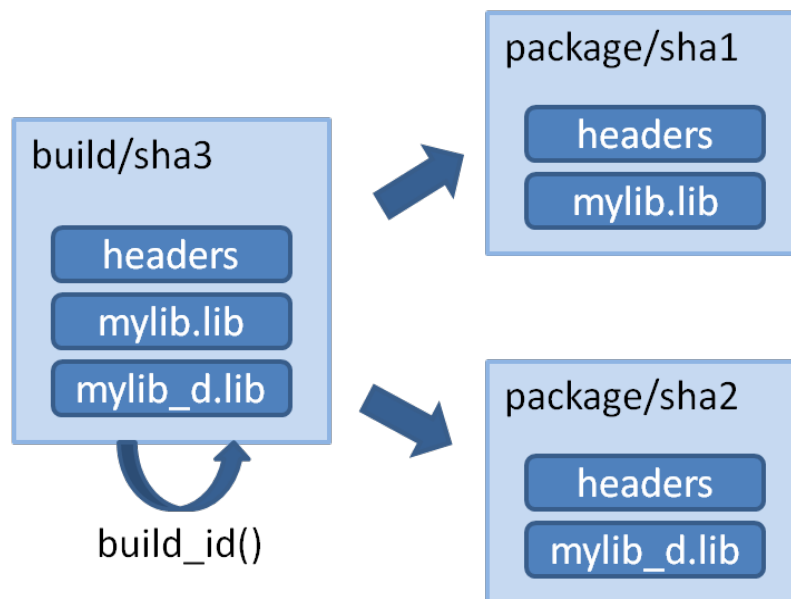 build/sha3
headers
mylib.lib
mylib_d.lib
build_id()
package/sha1
headers
mylib.lib
package/sha2
headers
mylib_d.lib